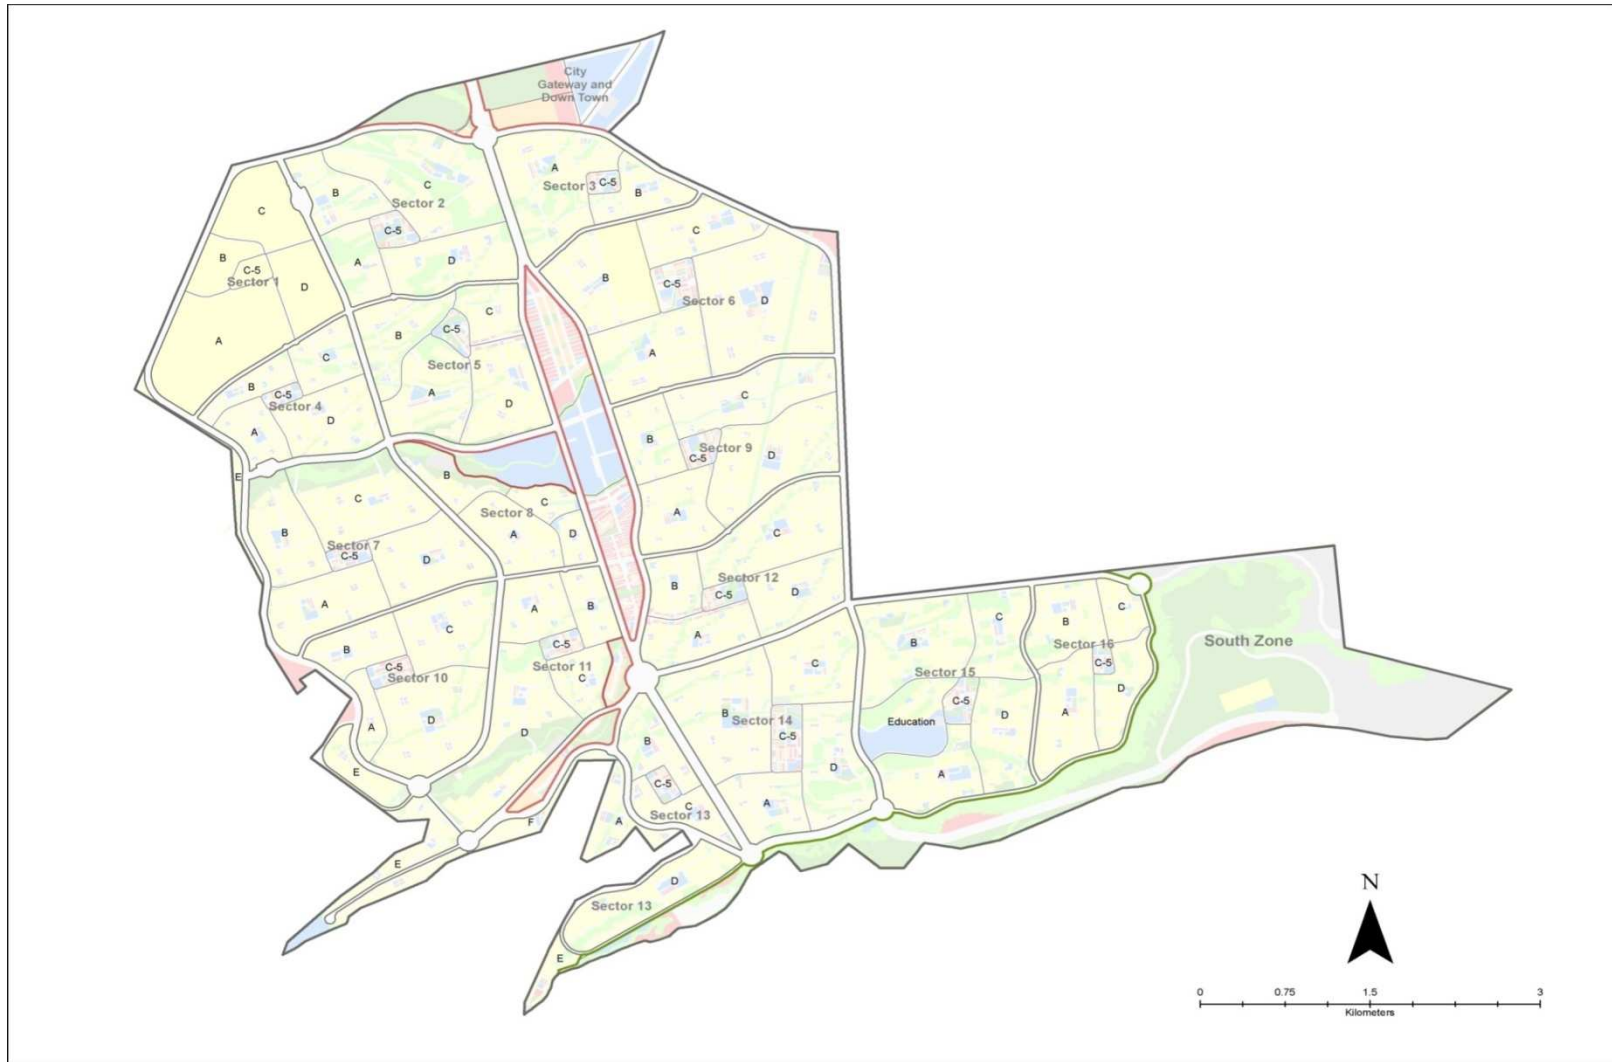 City
Gateway and
Down Town
A
Sector 3
C-5
B
B
C
Sector 2
C-5
A
D
C
B
C-5
Sector 1
D
A
C
B
C-5
Sector 6
D
A
C
B
C-5
Sector 5
A
D
C
B
C-5
Sector 4
A
D
C
B
Sector 9
C-5
D
A
E
C
B
Sector 7
C-5
D
A
B
C
Sector 8
A
D
C
B
Sector 12
C-5
D
A
A
B
C-5
Sector 11
C
D
B
C
C-5
Sector 10
A
D
E
E
F
C
B
Sector 14
C-5
D
A
B
C-5
C
Sector 13
A
D
Sector 13
E
C
B
Sector 15
C-5
Education
D
A
B
C
Sector 16
C-5
D
A
South Zone
N
0 0.75 1.5 3
Kilometers